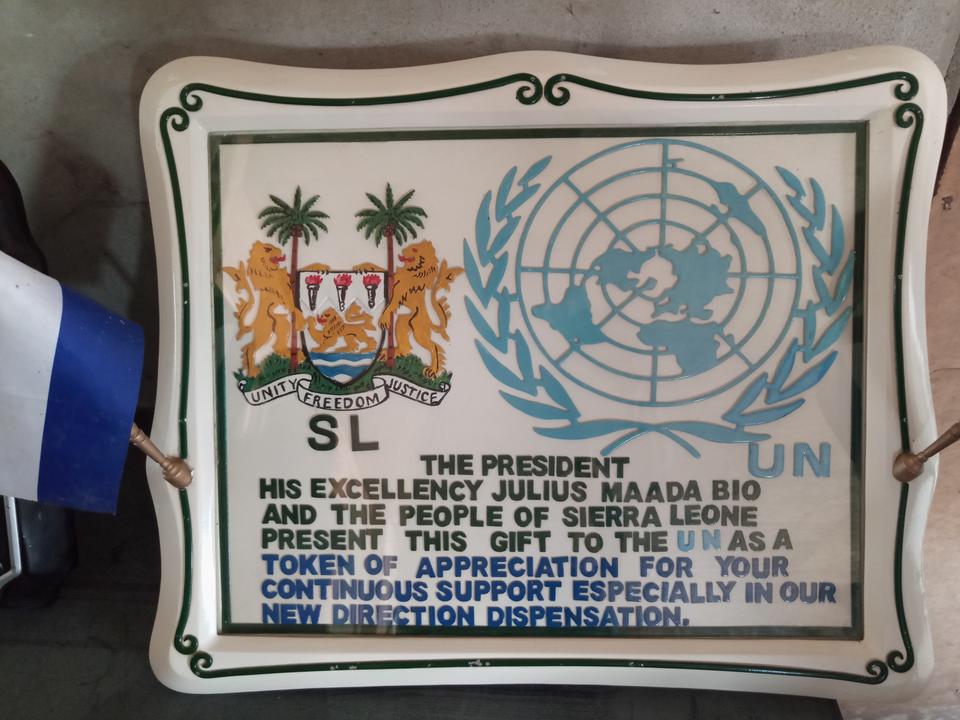 UNITY FREEDOM JUSTICE
SL
UN
THE PRESIDENT
HIS EXCELLENCY JULIUS MAADA BIO
AND THE PEOPLE OF SIERRA LEONE
PRESENT THIS GIFT TO THE UN AS A
TOKEN OF APPRECIATION FOR YOUR
CONTINUOUS SUPPORT ESPECIALLY IN OUR
NEW DIRECTION DISPENSATION.